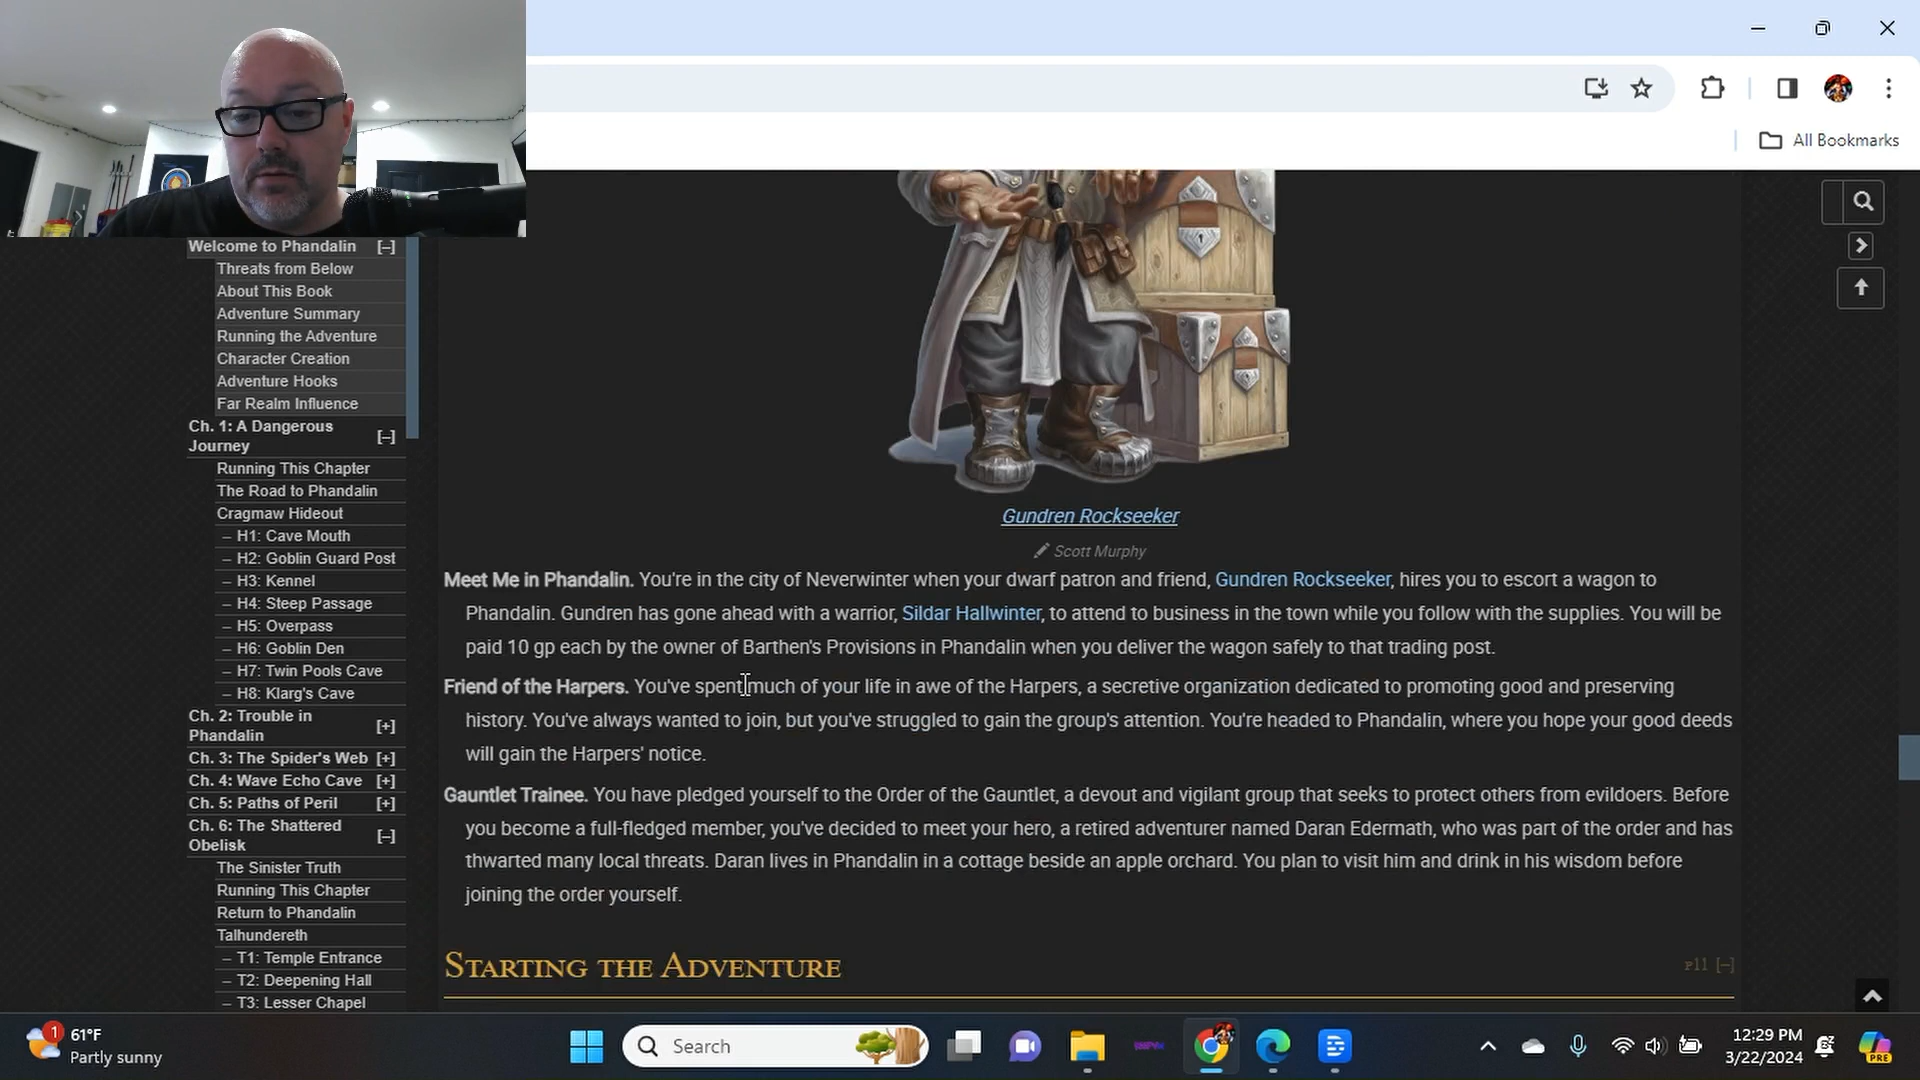 All Bookmarks
Welcome to Phandalin [–]
Threats from Below
About This Book
Adventure Summary
Running the Adventure
Character Creation
Adventure Hooks
Far Realm Influence
Ch. 1: A Dangerous
Journey [–]
Running This Chapter
The Road to Phandalin
Cragmaw Hideout
– H1: Cave Mouth
– H2: Goblin Guard Post
– H3: Kennel
– H4: Steep Passage
– H5: Overpass
– H6: Goblin Den
– H7: Twin Pools Cave
– H8: Klarg's Cave
Ch. 2: Trouble in
Phandalin [+]
Ch. 3: The Spider's Web [+]
Ch. 4: Wave Echo Cave [+]
Ch. 5: Paths of Peril [+]
Ch. 6: The Shattered
Obelisk [–]
The Sinister Truth
Running This Chapter
Return to Phandalin
Talhundereth
– T1: Temple Entrance
– T2: Deepening Hall
– T3: Lesser Chapel
Gundren Rockseeker
Scott Murphy
Meet Me in Phandalin. You're in the city of Neverwinter when your dwarf patron and friend, Gundren Rockseeker, hires you to escort a wagon to
Phandalin. Gundren has gone ahead with a warrior, Sildar Hallwinter, to attend to business in the town while you follow with the supplies. You will be
paid 10 gp each by the owner of Barthen's Provisions in Phandalin when you deliver the wagon safely to that trading post.
Friend of the Harpers. You've spent much of your life in awe of the Harpers, a secretive organization dedicated to promoting good and preserving
history. You've always wanted to join, but you've struggled to gain the group's attention. You're headed to Phandalin, where you hope your good deeds
will gain the Harpers' notice.
Gauntlet Trainee. You have pledged yourself to the Order of the Gauntlet, a devout and vigilant group that seeks to protect others from evildoers. Before
you become a full-fledged member, you've decided to meet your hero, a retired adventurer named Daran Edermath, who was part of the order and has
thwarted many local threats. Daran lives in Phandalin in a cottage beside an apple orchard. You plan to visit him and drink in his wisdom before
joining the order yourself.
Starting the Adventure p11 [–]
1
61°F
Partly sunny
Search
12:29 PM
3/22/2024
PRE